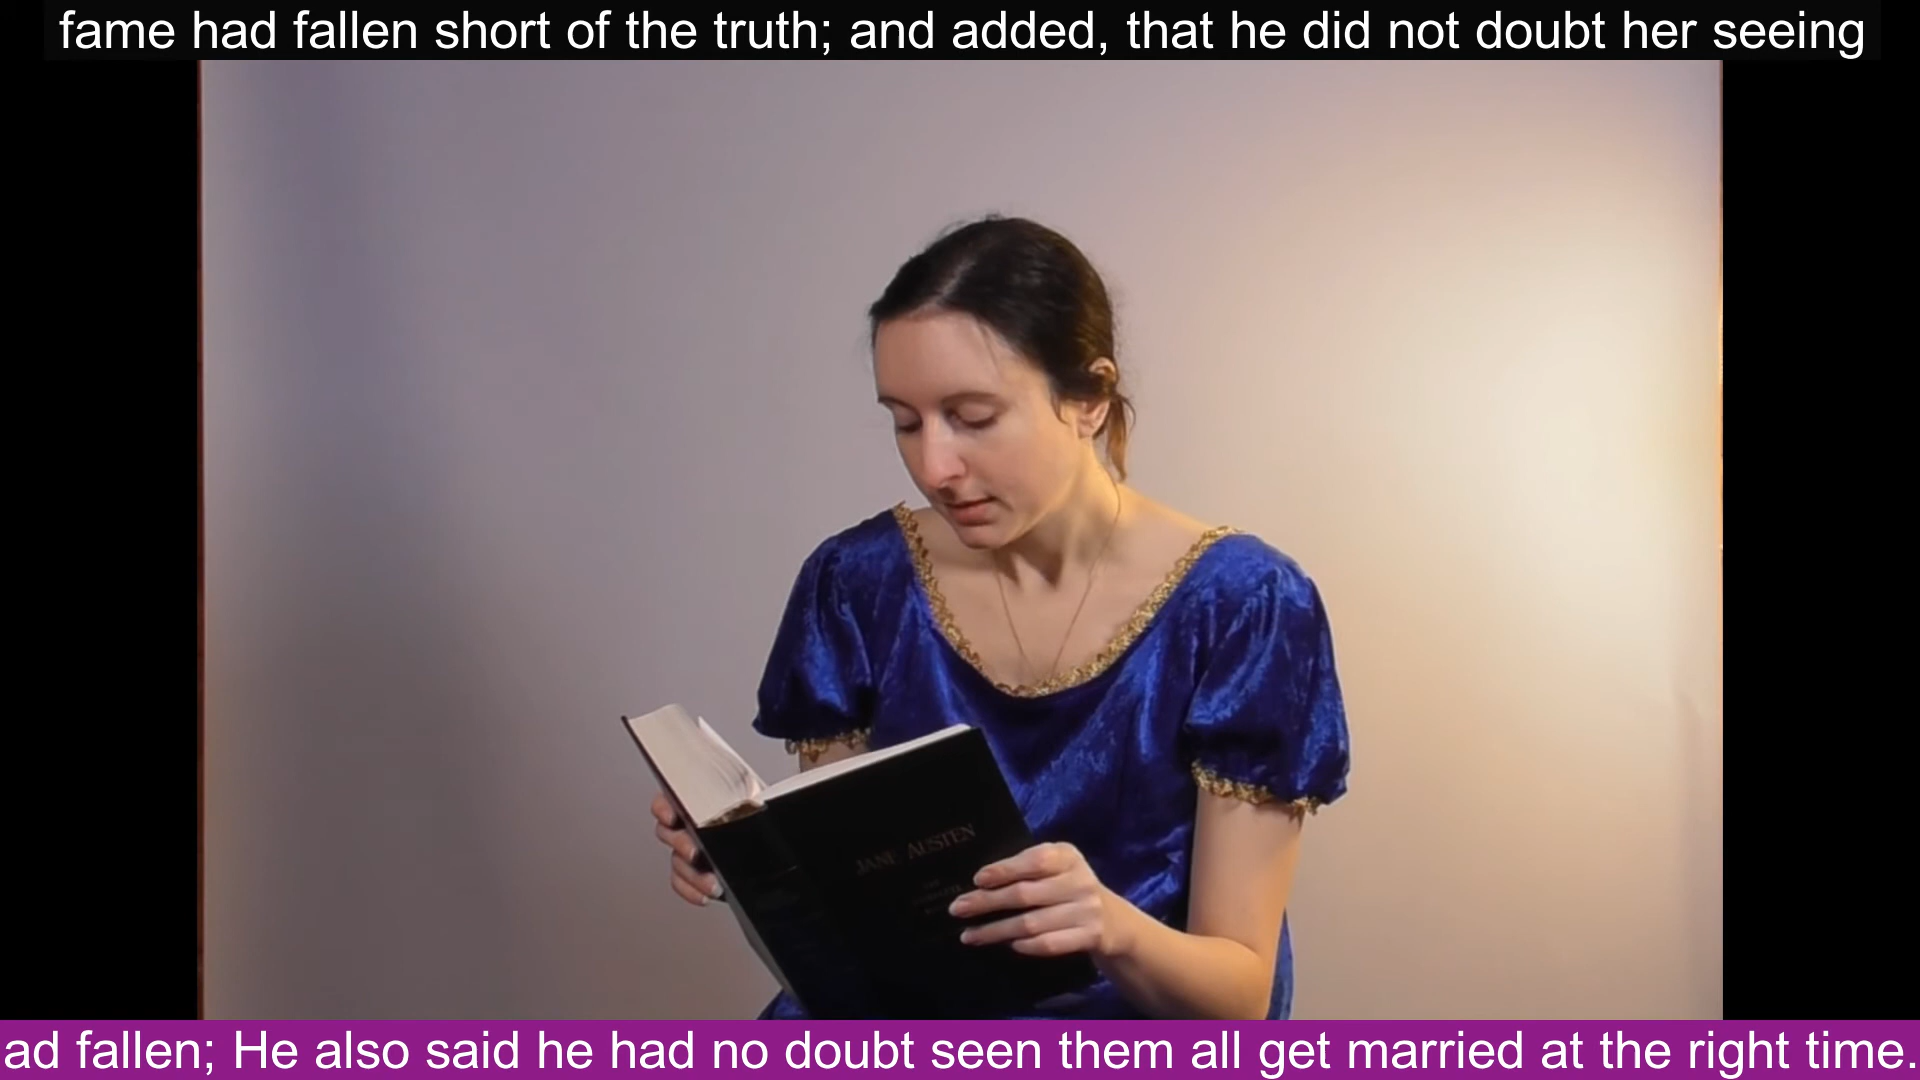 fame had fallen short of the truth; and added, that he did not doubt her seeing
JANE AUSTEN
ad fallen; He also said he had no doubt seen them all get married at the right time.